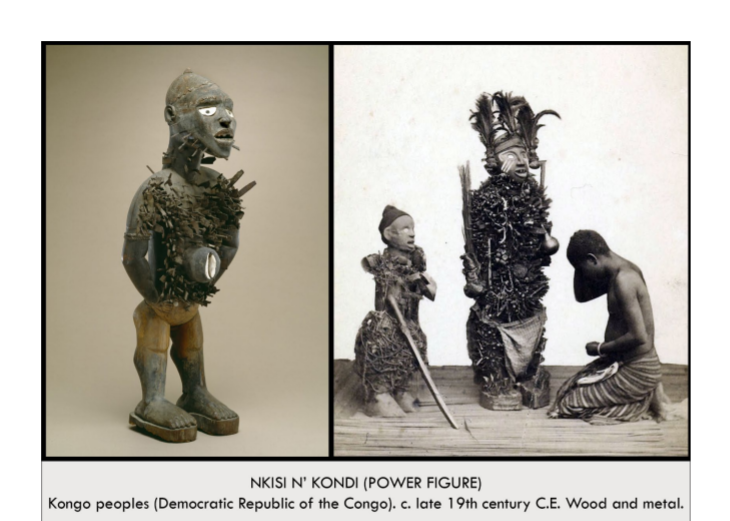 NKISI N' KONDI (POWER FIGURE)
Kongo peoples (Democratic Republic of the Congo). c. late 19th century C.E. Wood and metal.